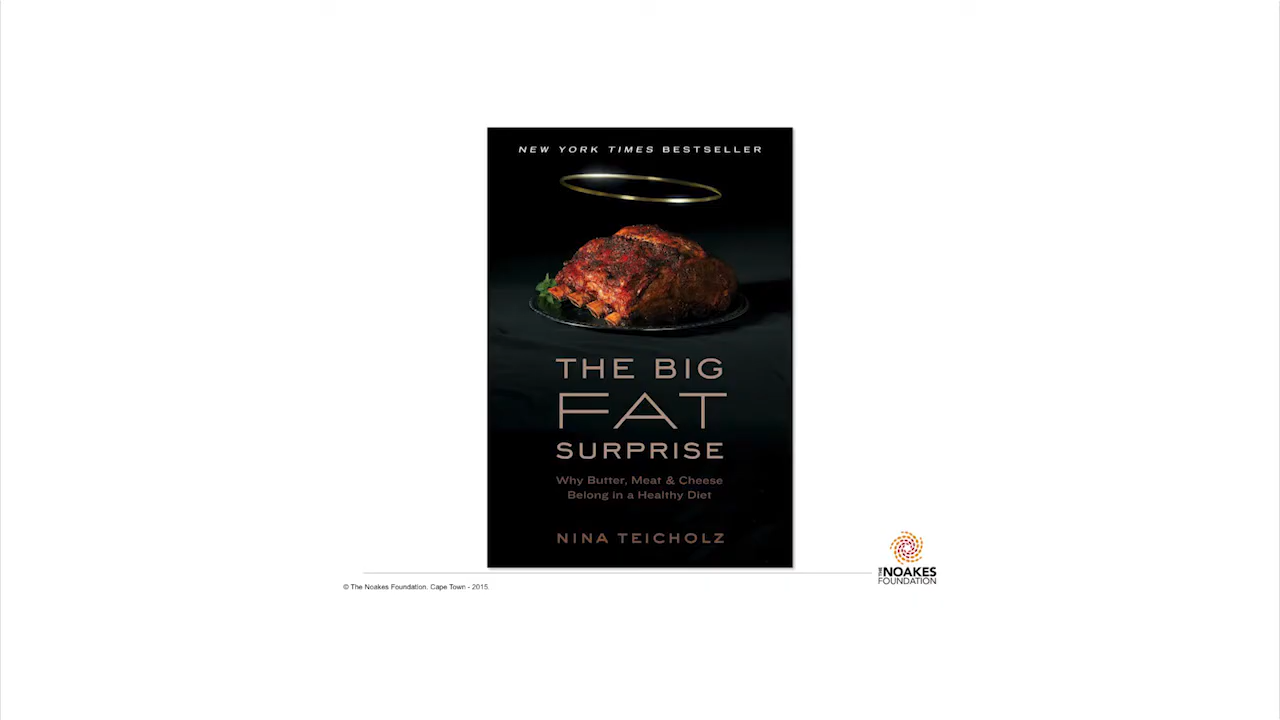 NEW YORK TIMES BESTSELLER
THE BIG
FAT
SURPRISE
Why Butter, Meat & Cheese
Belong in a Healthy Diet
NINA TEICHOLZ
© The Noakes Foundation. Cape Town - 2015.
THE NOAKES
FOUNDATION